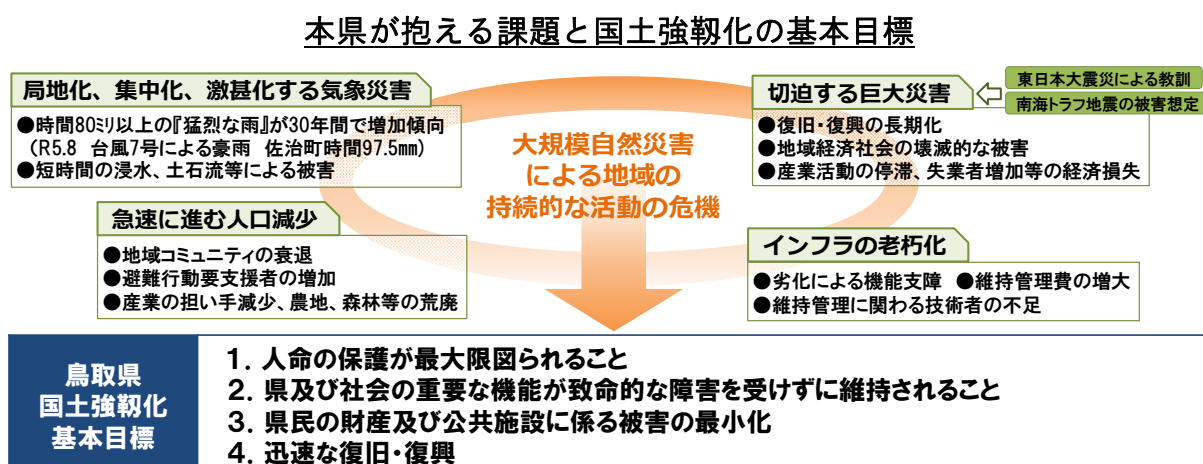 本県が抱える課題と国土強靱化の基本目標
局地化、集中化、激甚化する気象災害
●時間80ミリ以上の『猛烈な雨』が30年間で増加傾向
（R5.8　台風7号による豪雨　佐治町時間97.5mm）
●短時間の浸水、土石流等による被害
切迫する巨大災害
東日本大震災による教訓
南海トラフ地震の被害想定
●復旧・復興の長期化
●地域経済社会の壊滅的な被害
●産業活動の停滞、失業者増加等の経済損失
大規模自然災害
による地域の
持続的な活動の危機
急速に進む人口減少
●地域コミュニティの衰退
●避難行動要支援者の増加
●産業の担い手減少、農地、森林等の荒廃
インフラの老朽化
●劣化による機能支障　●維持管理費の増大
●維持管理に関わる技術者の不足
鳥取県
国土強靱化
基本目標
1．人命の保護が最大限図られること
2．県及び社会の重要な機能が致命的な障害を受けずに維持されること
3．県民の財産及び公共施設に係る被害の最小化
4．迅速な復旧・復興